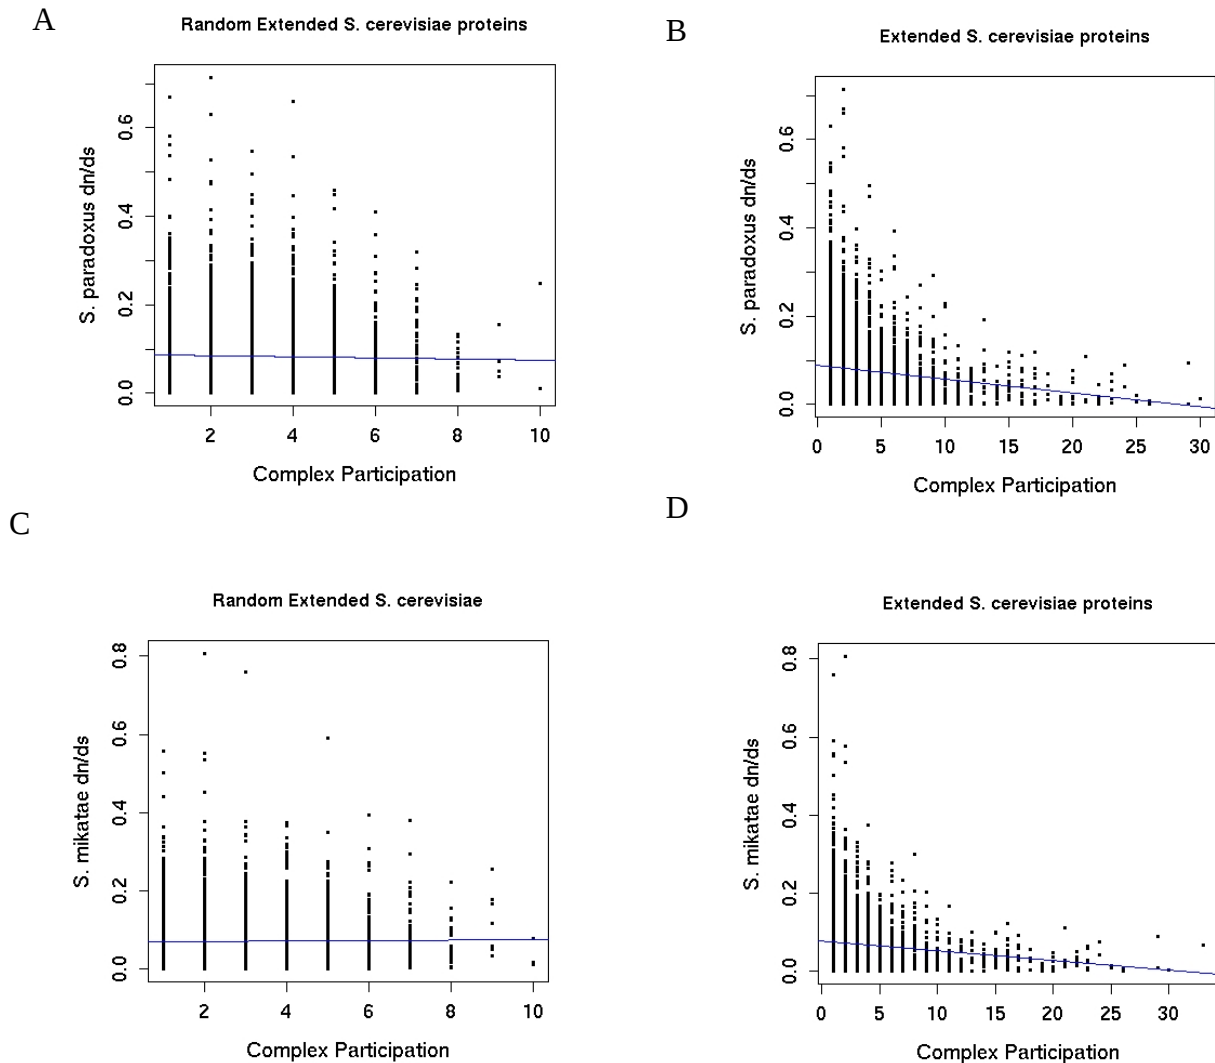 A
Random Extended S. cerevisiae proteins
S. paradoxus dn/ds
0.6
0.4
0.2
0.0
2 4 6 8 10
Complex Participation
B
Extended S. cerevisiae proteins
S. paradoxus dn/ds
0.6
0.4
0.2
0.0
0 5 10 15 20 25 30
Complex Participation
C
Random Extended S. cerevisiae
S. mikatae dn/ds
0.8
0.6
0.4
0.2
0.0
2 4 6 8 10
Complex Participation
D
Extended S. cerevisiae proteins
S. mikatae dn/ds
0.8
0.6
0.4
0.2
0.0
0 5 10 15 20 25 30
Complex Participation